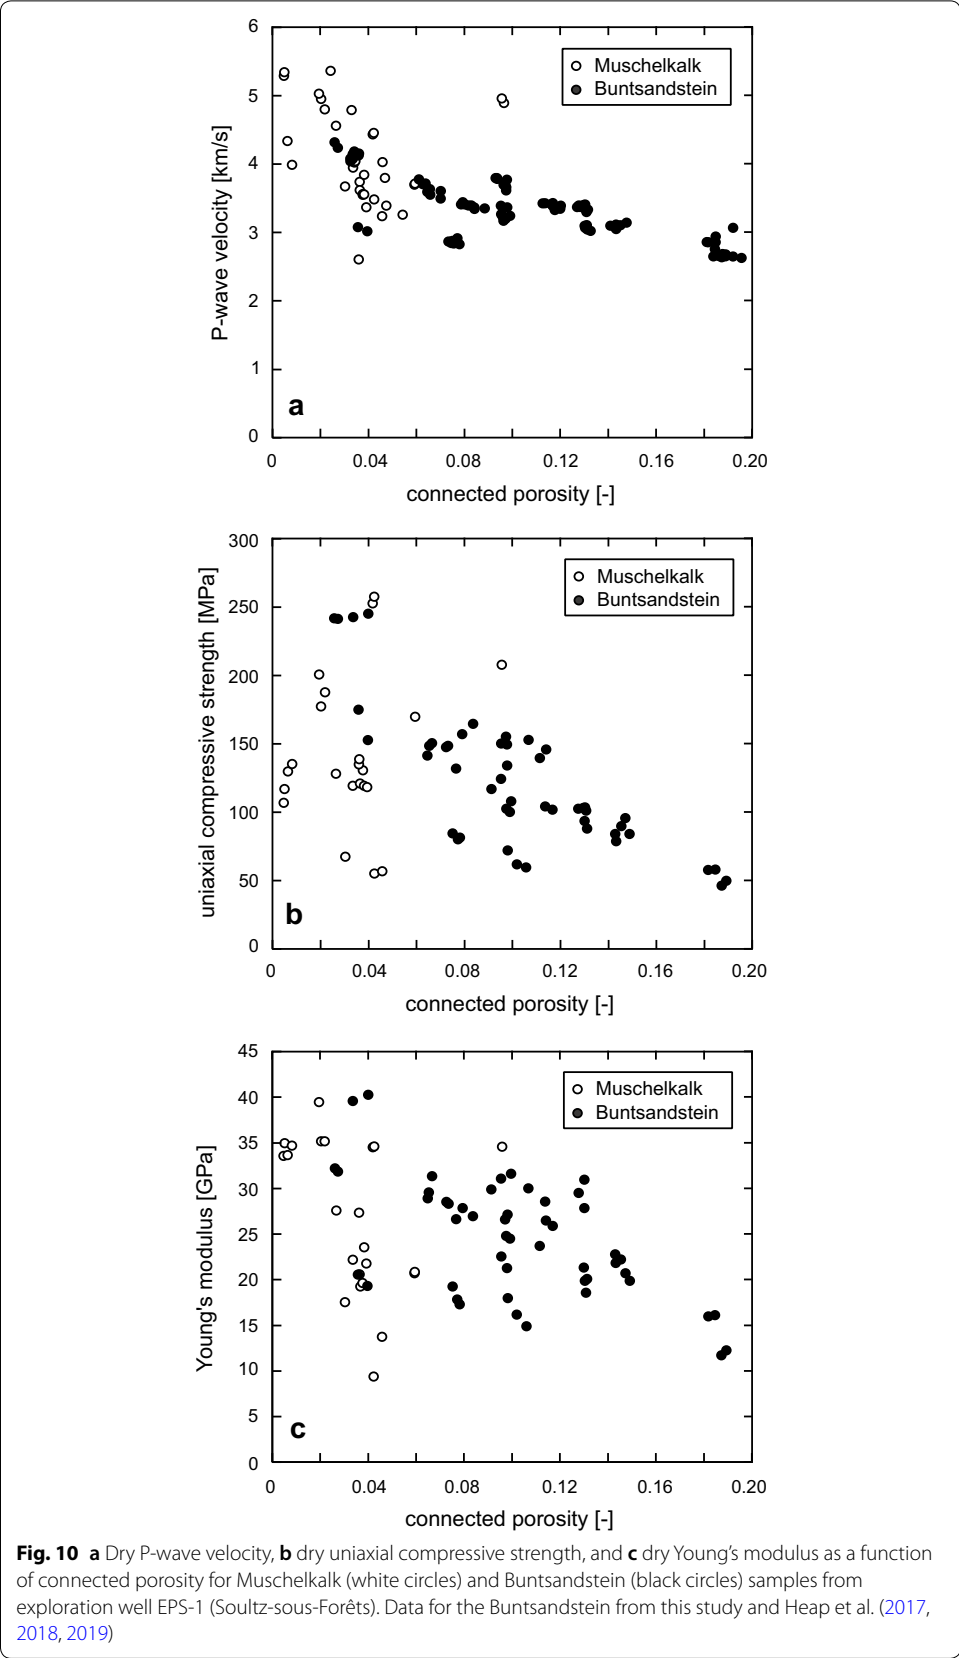 6
5
4
3
2
1
0
P-wave velocity [km/s]
Muschelkalk
Buntsandstein
a
0 0.04 0.08 0.12 0.16 0.20
connected porosity [-]
300
250
200
150
100
50
0
uniaxial compressive strength [MPa]
Muschelkalk
Buntsandstein
b
0 0.04 0.08 0.12 0.16 0.20
connected porosity [-]
45
40
35
30
25
20
15
10
5
0
Young's modulus [GPa]
Muschelkalk
Buntsandstein
c
0 0.04 0.08 0.12 0.16 0.20
connected porosity [-]
Fig. 10 a Dry P-wave velocity, b dry uniaxial compressive strength, and c dry Young’s modulus as a function
of connected porosity for Muschelkalk (white circles) and Buntsandstein (black circles) samples from
exploration well EPS-1 (Soultz-sous-Forêts). Data for the Buntsandstein from this study and Heap et al. (2017,
2018, 2019)